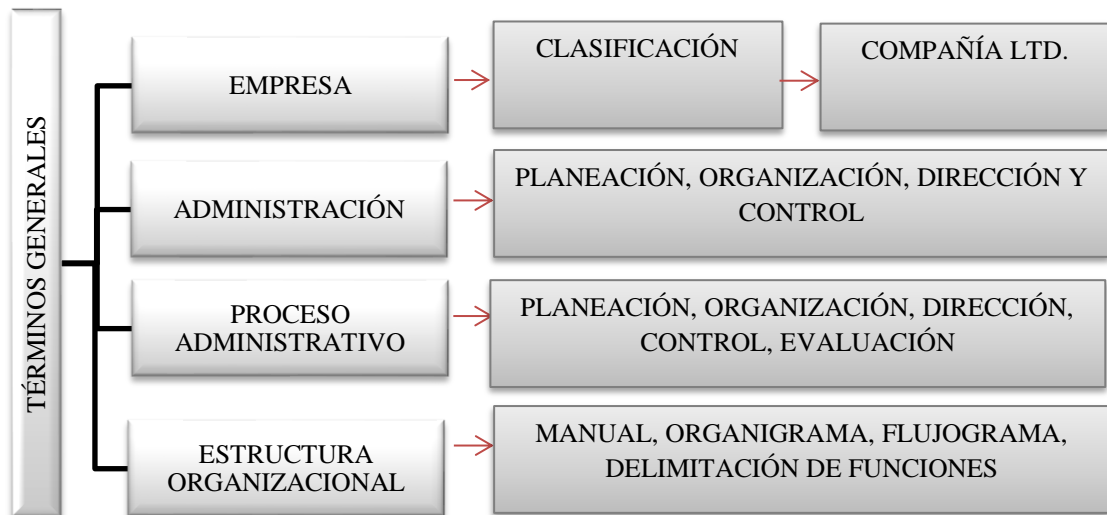 TÉRMINOS GENERALES
EMPRESA
CLASIFICACIÓN
COMPAÑÍA LTD.
ADMINISTRACIÓN
PLANEACIÓN, ORGANIZACIÓN, DIRECCIÓN Y
CONTROL
PROCESO
ADMINISTRATIVO
PLANEACIÓN, ORGANIZACIÓN, DIRECCIÓN,
CONTROL, EVALUACIÓN
ESTRUCTURA
ORGANIZACIONAL
MANUAL, ORGANIGRAMA, FLUJOGRAMA,
DELIMITACIÓN DE FUNCIONES